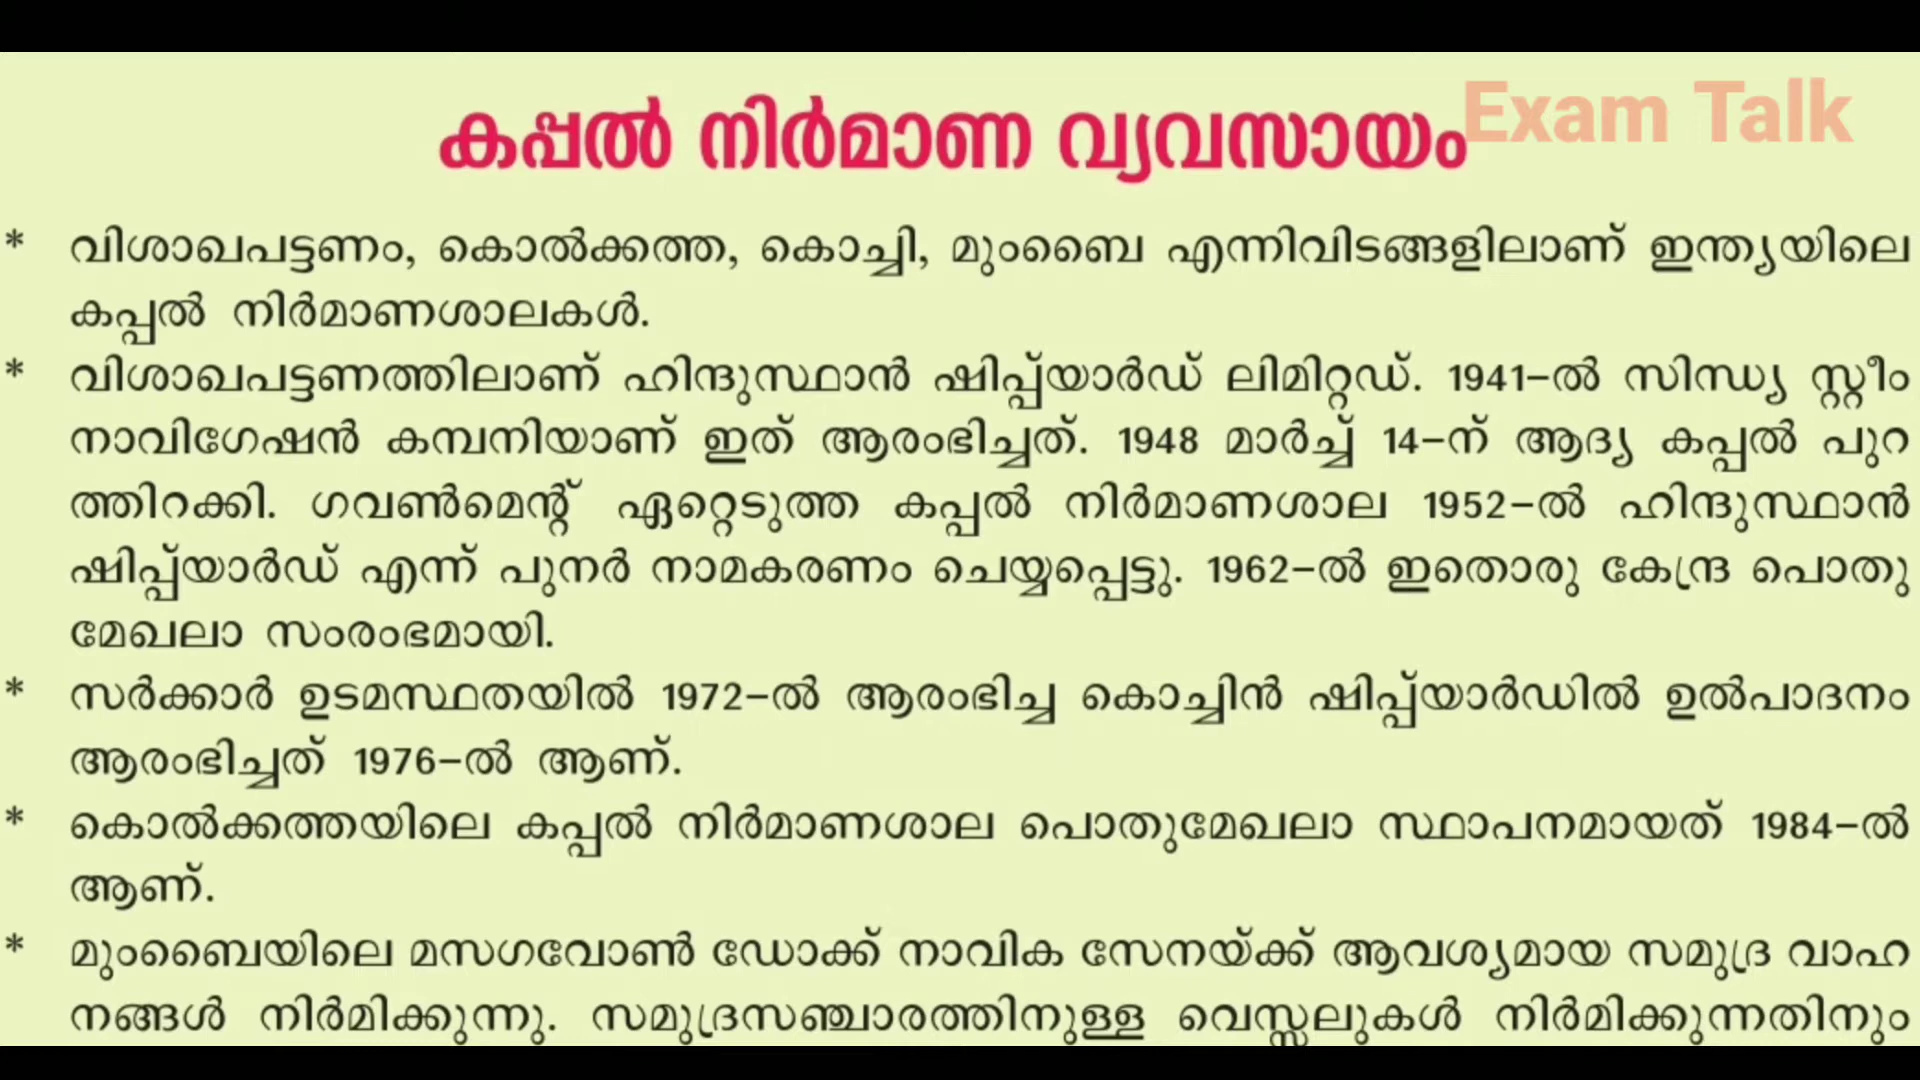 Exam Talk
കപ്പൽ നിർമാണ വ്യവസായം
* വിശാഖപട്ടണം, കൊൽക്കത്ത, കൊച്ചി, മുംബൈ എന്നിവിടങ്ങളിലാണ് ഇന്ത്യയിലെ
കപ്പൽ നിർമാണശാലകൾ.
* വിശാഖപട്ടണത്തിലാണ് ഹിന്ദുസ്ഥാൻ ഷിപ്പ്‌യാർഡ് ലിമിറ്റഡ്. 1941-ൽ സിന്ധ്യ സ്റ്റീം
നാവിഗേഷൻ കമ്പനിയാണ് ഇത് ആരംഭിച്ചത്. 1948 മാർച്ച് 14-ന് ആദ്യ കപ്പൽ പുറ
ത്തിറക്കി. ഗവൺമെന്റ് ഏറ്റെടുത്ത കപ്പൽ നിർമാണശാല 1952-ൽ ഹിന്ദുസ്ഥാൻ
ഷിപ്പ്‌യാർഡ് എന്ന് പുനർ നാമകരണം ചെയ്യപ്പെട്ടു. 1962-ൽ ഇതൊരു കേന്ദ്ര പൊതു
മേഖലാ സംരംഭമായി.
* സർക്കാർ ഉടമസ്ഥതയിൽ 1972-ൽ ആരംഭിച്ച കൊച്ചിൻ ഷിപ്പ്‌യാർഡിൽ ഉൽപാദനം
ആരംഭിച്ചത് 1976-ൽ ആണ്.
* കൊൽക്കത്തയിലെ കപ്പൽ നിർമാണശാല പൊതുമേഖലാ സ്ഥാപനമായത് 1984-ൽ
ആണ്.
* മുംബൈയിലെ മസഗവോൺ ഡോക്ക് നാവിക സേനയ്ക്ക് ആവശ്യമായ സമുദ്ര വാഹ
നങ്ങൾ നിർമിക്കുന്നു. സമുദ്രസഞ്ചാരത്തിനുള്ള വെസ്സലുകൾ നിർമിക്കുന്നതിനും